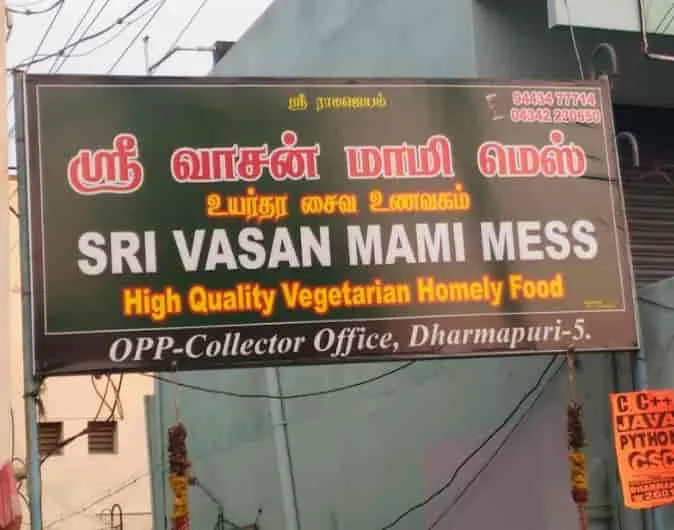 ஸ்ரீ ராமஜெயம்
94434 77714
04342 230650
ஸ்ரீ வாசன் மாமி மெஸ்
உயர்தர சைவ உணவகம்
SRI VASAN MAMI MESS
High Quality Vegetarian Homely Food
OPP-Collector Office, Dharmapuri-5.
C, C++
JAVA
PYTHON
CSC